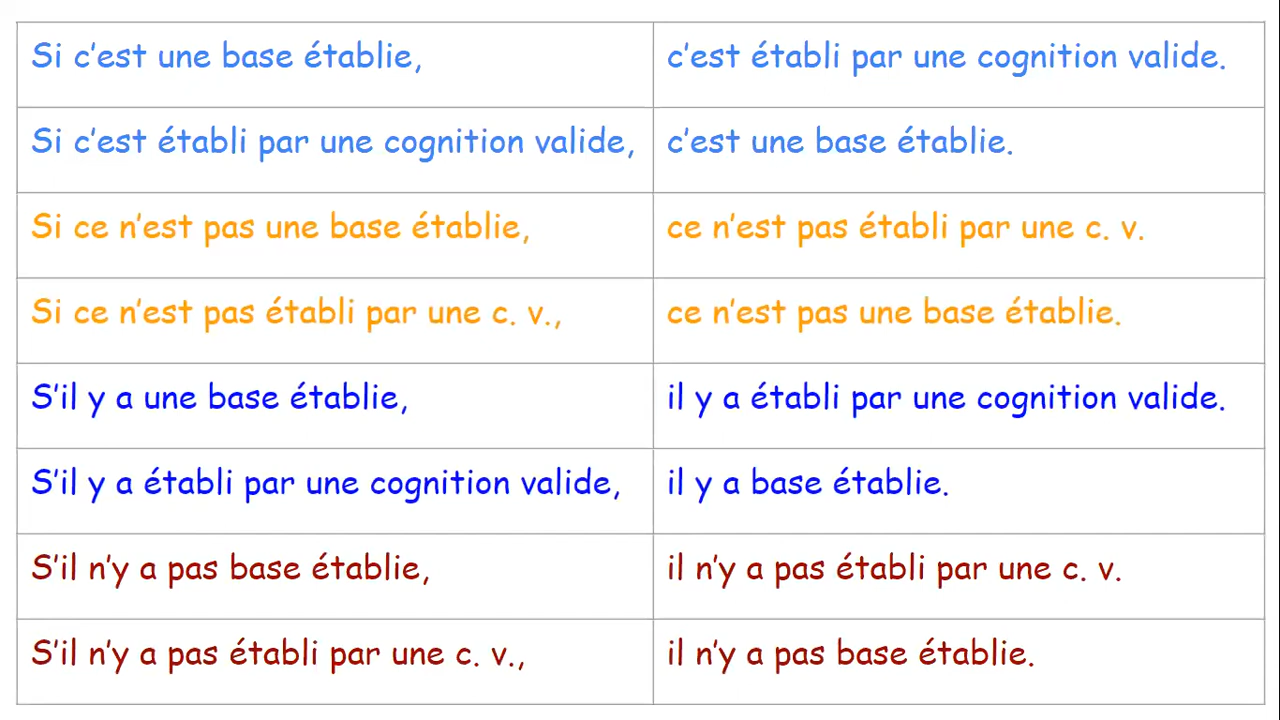 Si c’est une base établie,
c’est établi par une cognition valide.
Si c’est établi par une cognition valide,
c’est une base établie.
Si ce n’est pas une base établie,
ce n’est pas établi par une c. v.
Si ce n’est pas établi par une c. v.,
ce n’est pas une base établie.
S’il y a une base établie,
il y a établi par une cognition valide.
S’il y a établi par une cognition valide,
il y a base établie.
S’il n’y a pas base établie,
il n’y a pas établi par une c. v.
S’il n’y a pas établi par une c. v.,
il n’y a pas base établie.